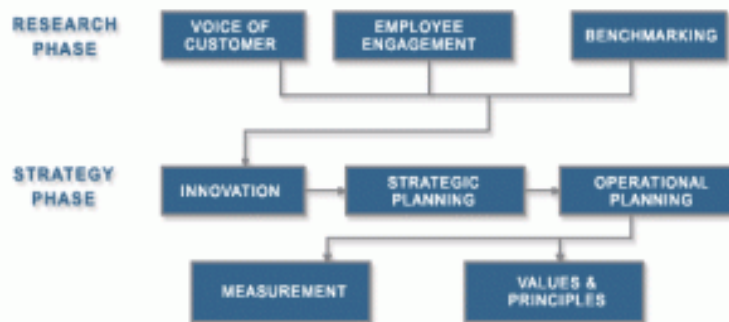 RESEARCH
PHASE
VOICE OF
CUSTOMER
EMPLOYEE
ENGAGEMENT
BENCHMARKING
STRATEGY
PHASE
INNOVATION
STRATEGIC
PLANNING
OPERATIONAL
PLANNING
MEASUREMENT
VALUES &
PRINCIPLES